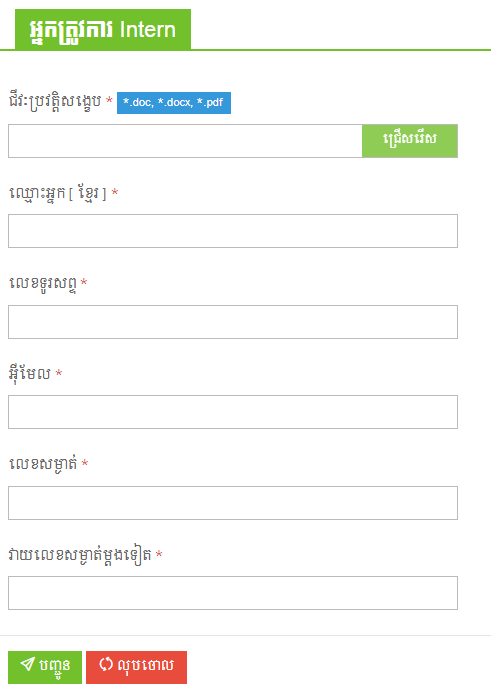 អ្នកត្រូវការ Intern
ជីវៈប្រវត្តិសង្ខេប * *.doc, *.docx, *.pdf
ជ្រើសរើស
ឈ្មោះអ្នក [ ខ្មែរ ] *
លេខទូរសព្ទ *
អ៊ីមែល *
លេខសម្ងាត់ *
វាយលេខសម្ងាត់ម្តងទៀត *
បញ្ជូន លុបចោល